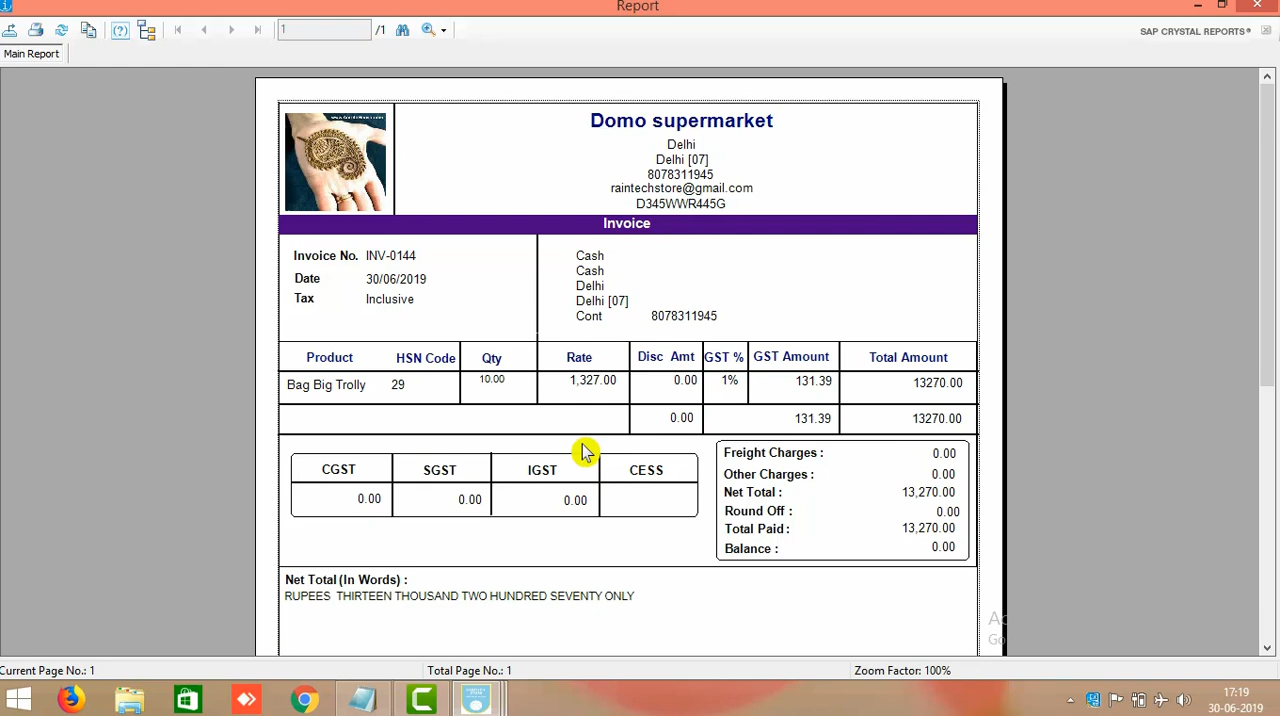 Report
1 /1
SAP CRYSTAL REPORTS®
Main Report
Domo supermarket
Delhi
Delhi [07]
8078311945
raintechstore@gmail.com
D345WWR445G
Invoice
Invoice No. INV-0144
Date 30/06/2019
Tax Inclusive
Cash
Cash
Delhi
Delhi [07]
Cont 8078311945
Product HSN Code Qty Rate Disc Amt GST % GST Amount Total Amount
Bag Big Trolly 29 10.00 1,327.00 0.00 1% 131.39 13270.00
0.00 131.39 13270.00
CGST SGST IGST CESS
0.00 0.00 0.00
Freight Charges : 0.00
Other Charges : 0.00
Net Total : 13,270.00
Round Off : 0.00
Total Paid : 13,270.00
Balance : 0.00
Net Total (In Words) :
RUPEES THIRTEEN THOUSAND TWO HUNDRED SEVENTY ONLY
Current Page No.: 1 Total Page No.: 1 Zoom Factor: 100%
17:19
30-06-2019